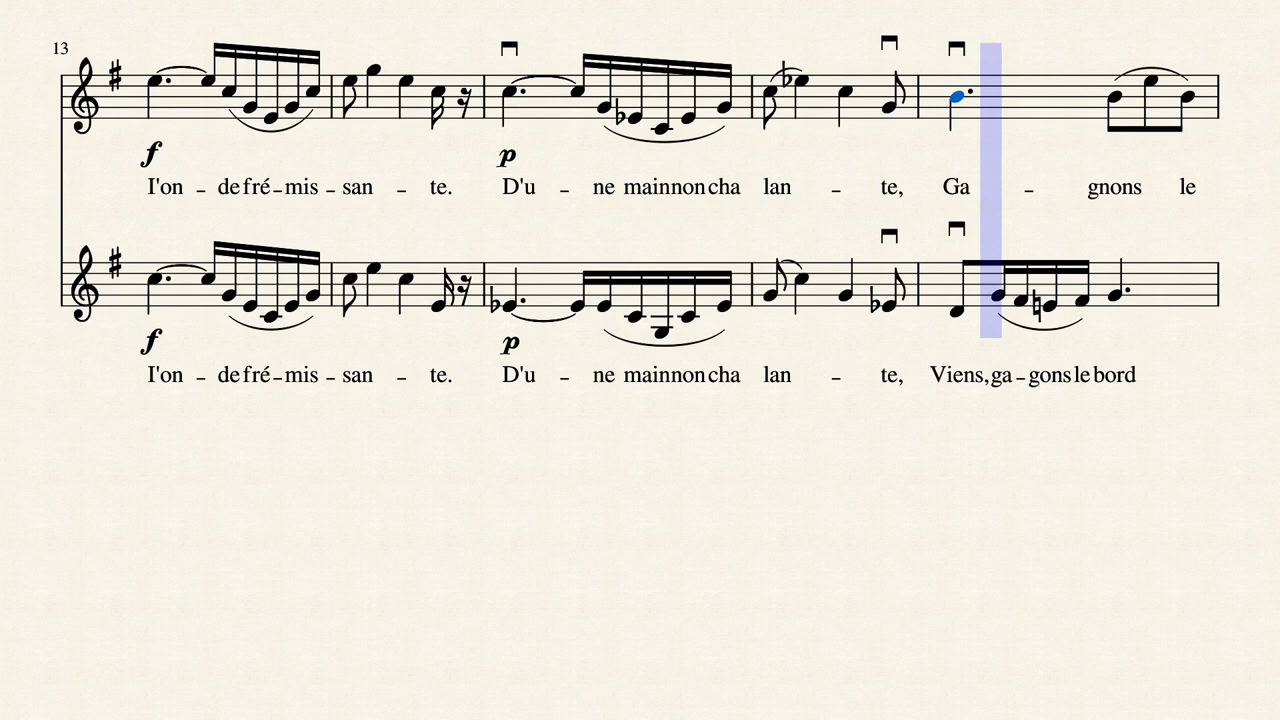 13
f
p
I'on - de fré - mis - san - te. D'u - ne main non cha lan - te, Ga - gnons le
f
p
I'on - de fré - mis - san - te. D'u - ne main non cha lan - te, Viens, ga - gons le bord